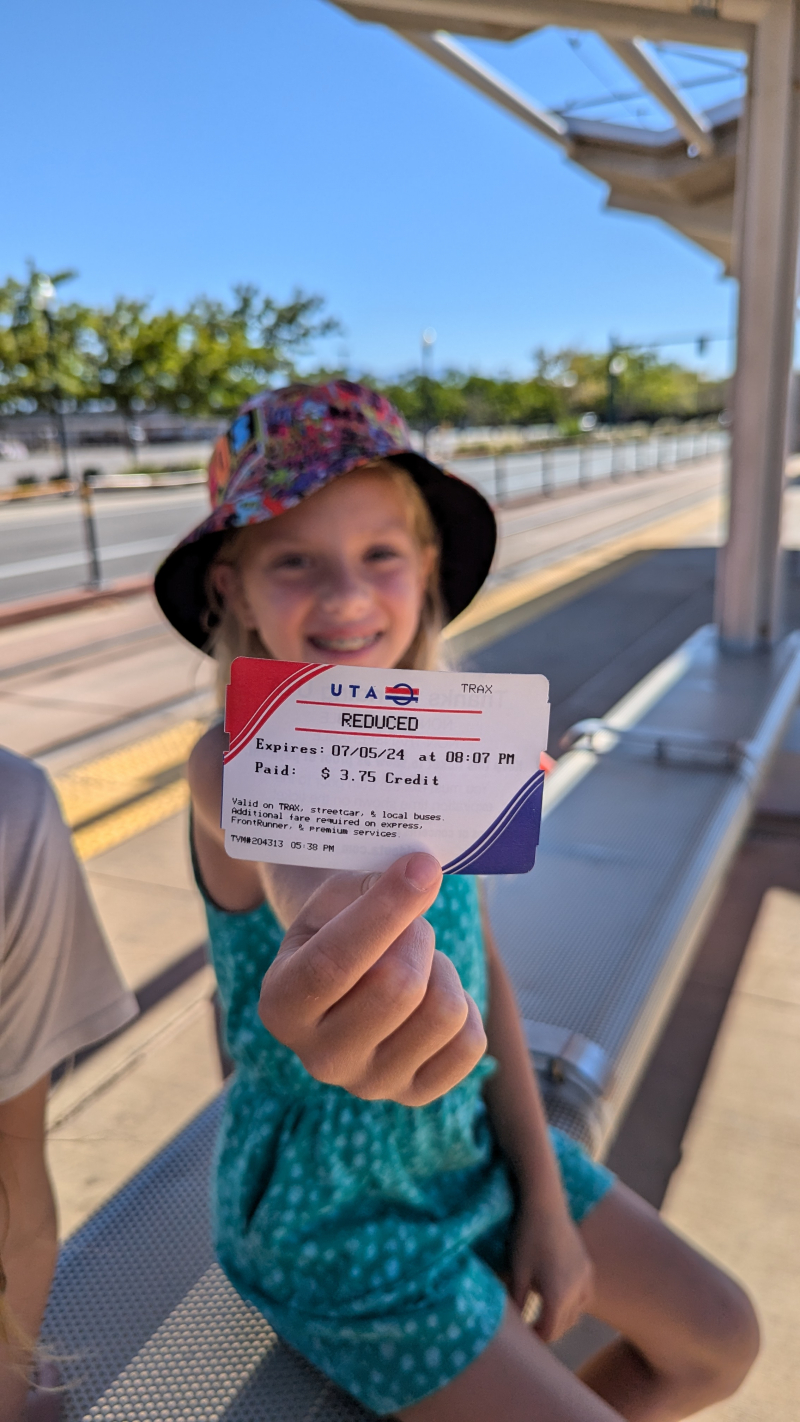 UTA TRAX
REDUCED
Expires: 07/05/24 at 08:07 PM
Paid: $ 3.75 Credit
Valid on TRAX, streetcar, & local buses.
Additional fare required on express,
FrontRunner, & premium services.
TVM#204313 05:38 PM